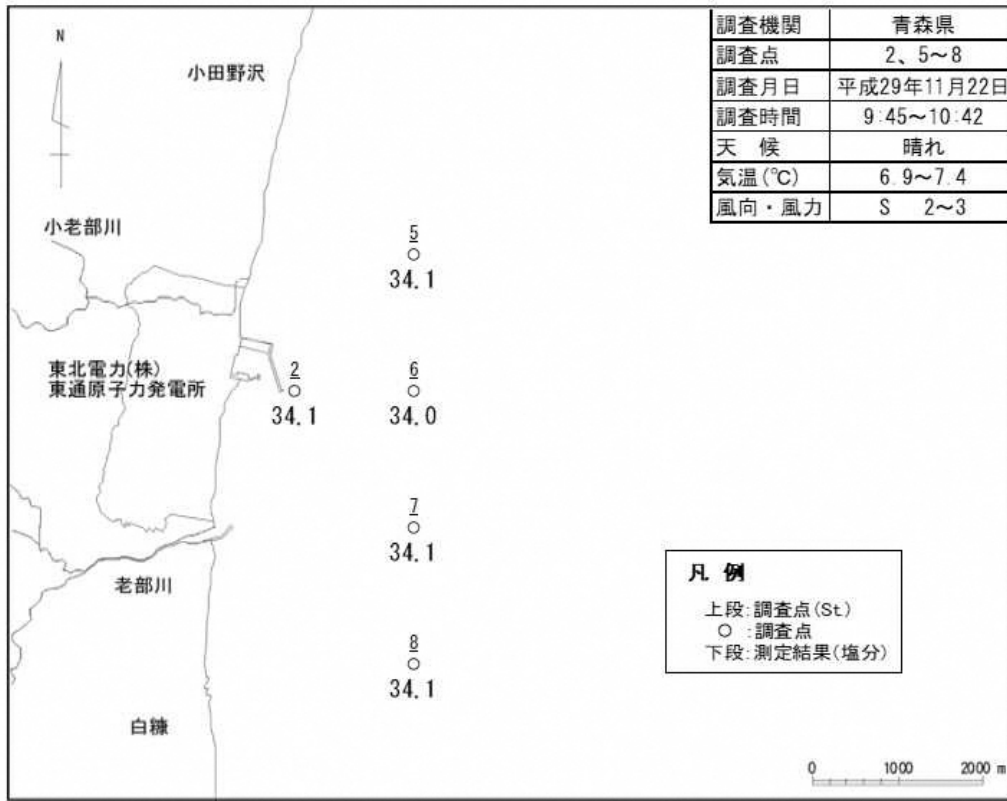 調査機関 青森県
調査点 2、5~8
調査月日 平成29年11月22日
調査時間 9:45~10:42
天 候 晴れ
気温(℃) 6.9~7.4
風向・風力 S 2~3
N
小田野沢
小老部川
5
34.1
東北電力(株)
東通原子力発電所
2
34.1
6
34.0
7
34.1
老部川
8
34.1
白糠
凡 例
上段:調査点(St.)
○ :調査点
下段:測定結果(塩分)
0 1000 2000 m